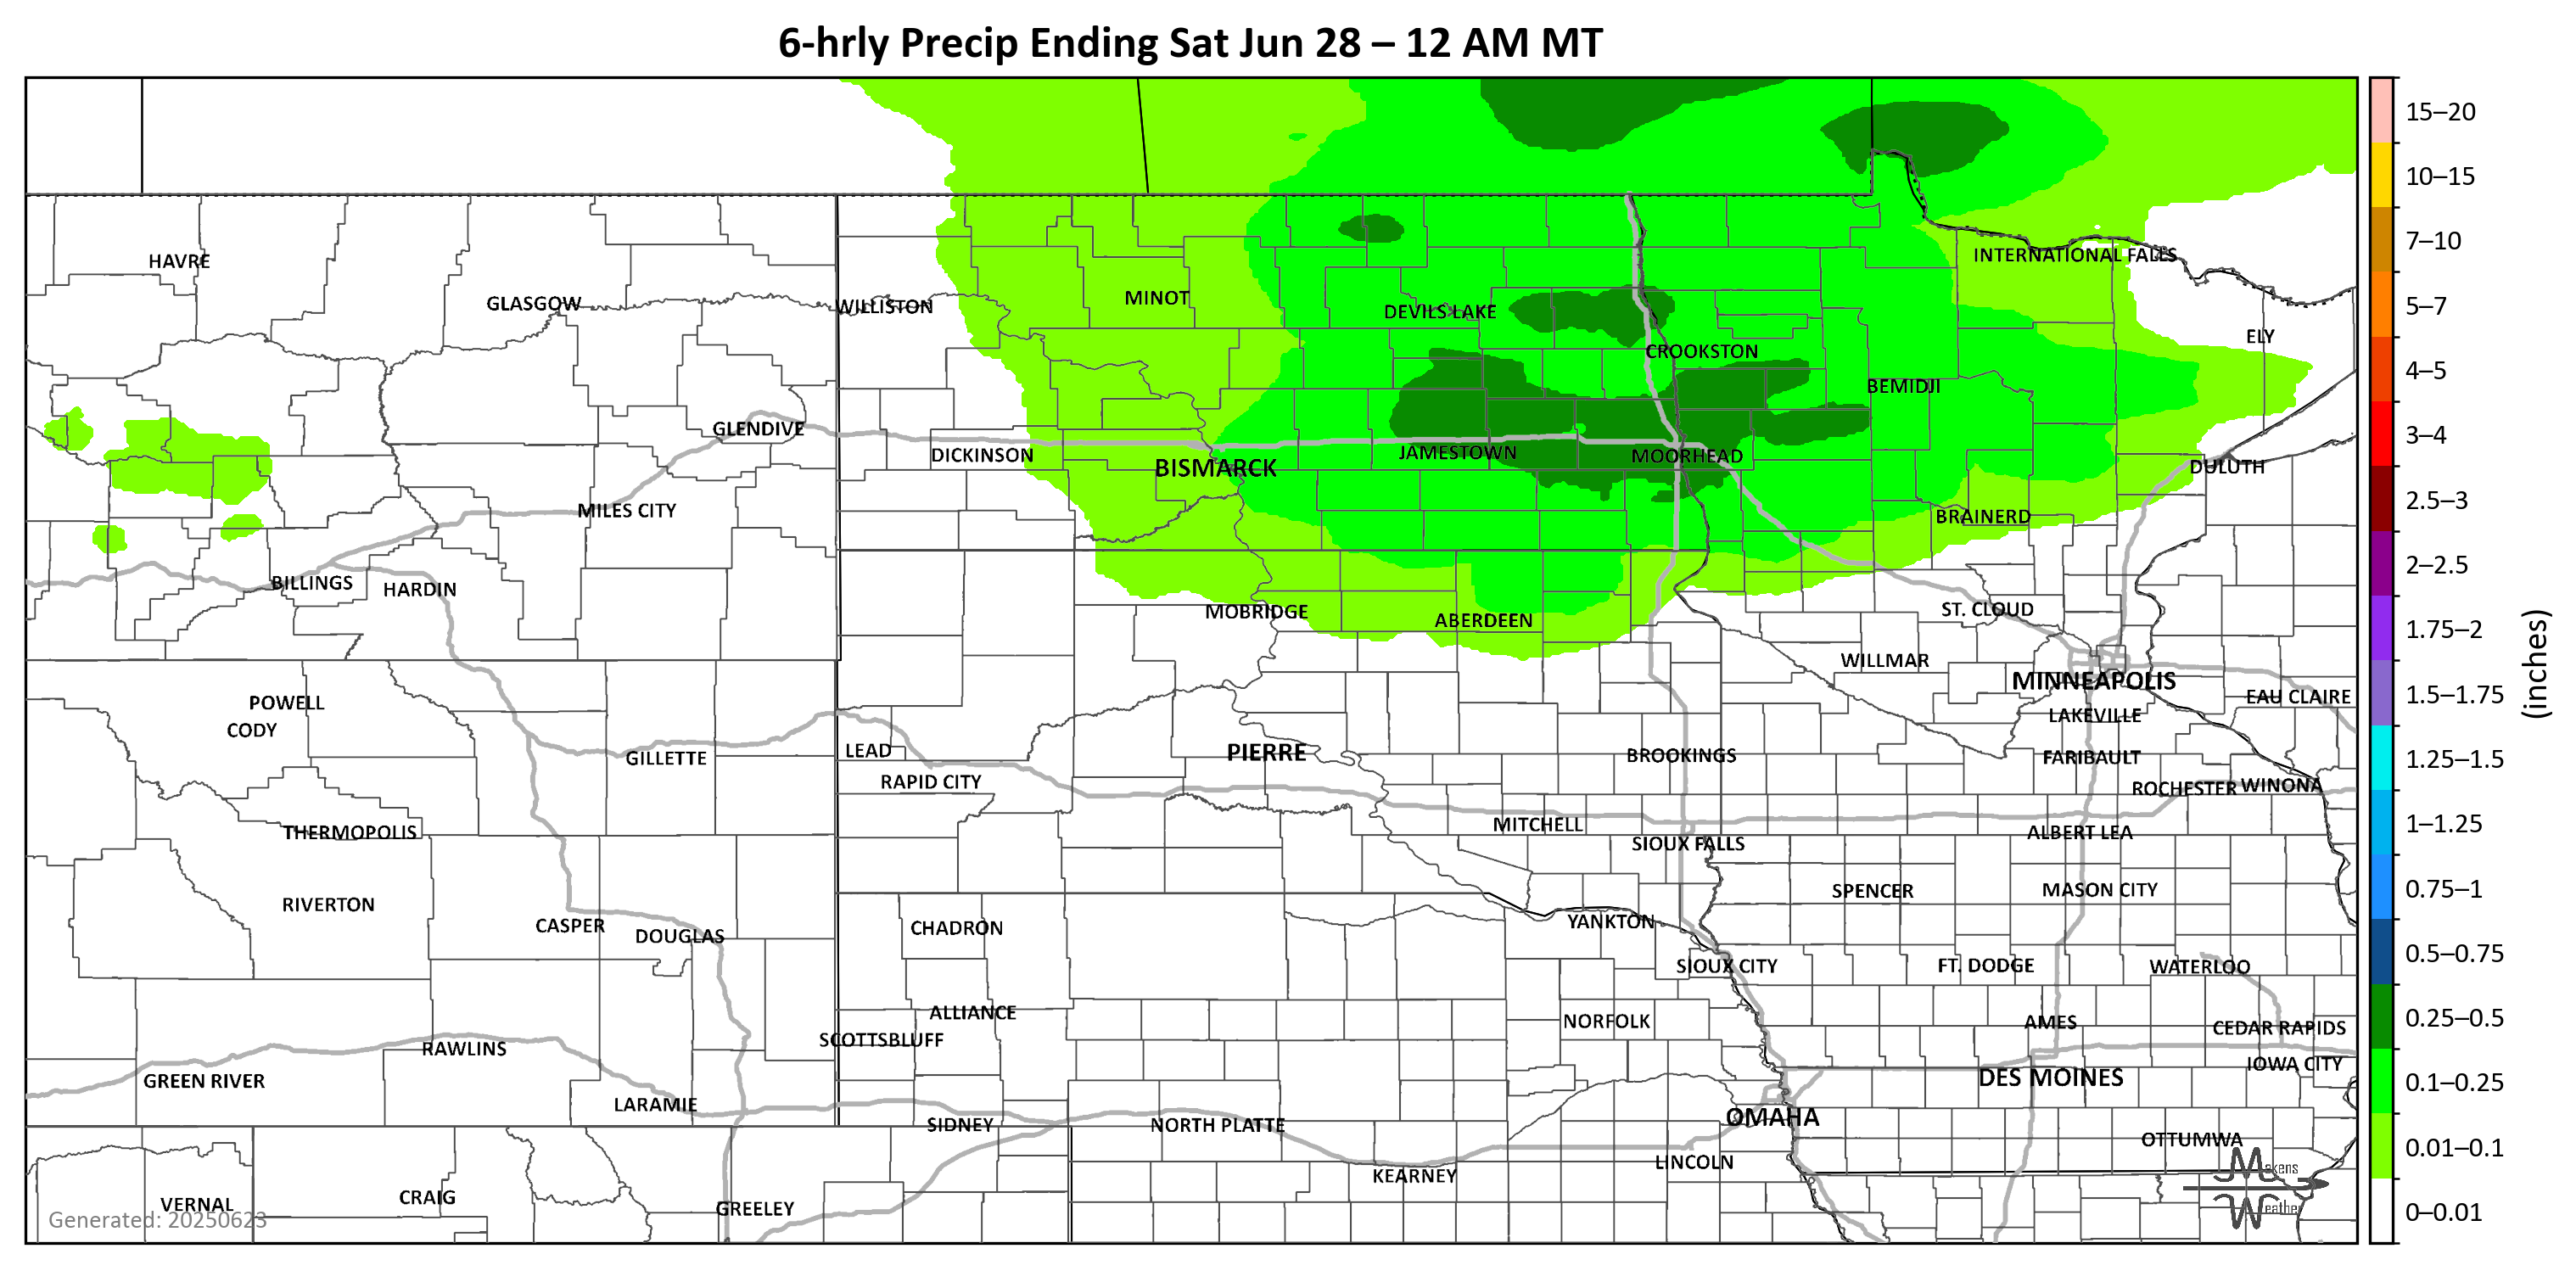 6-hrly Precip Ending Sat Jun 28 – 12 AM MT
15–20
10–15
7–10
5–7
4–5
3–4
2.5–3
2–2.5
1.75–2
1.5–1.75
1.25–1.5
1–1.25
0.75–1
0.5–0.75
0.25–0.5
0.1–0.25
0.01–0.1
0–0.01
(inches)
HAVRE
INTERNATIONAL FALLS
GLASGOW
WILLISTON
MINOT
DEVILS LAKE
ELY
CROOKSTON
BEMIDJI
GLENDIVE
DICKINSON
BISMARCK
JAMESTOWN
MOORHEAD
DULUTH
MILES CITY
BRAINERD
BILLINGS
HARDIN
MOBRIDGE
ABERDEEN
ST. CLOUD
WILLMAR
MINNEAPOLIS
POWELL
EAU CLAIRE
CODY
LAKEVILLE
GILLETTE
LEAD
PIERRE
BROOKINGS
FARIBAULT
RAPID CITY
ROCHESTER
WINONA
THERMOPOLIS
MITCHELL
ALBERT LEA
SIOUX FALLS
RIVERTON
SPENCER
MASON CITY
CASPER
DOUGLAS
CHADRON
YANKTON
SIOUX CITY
FT. DODGE
WATERLOO
ALLIANCE
NORFOLK
AMES
CEDAR RAPIDS
SCOTTSBLUFF
RAWLINS
IOWA CITY
GREEN RIVER
DES MOINES
LARAMIE
SIDNEY
NORTH PLATTE
OMAHA
OTTUMWA
LINCOLN
KEARNEY
VERNAL
CRAIG
GREELEY
Generated: 20250623
Makens
Weather